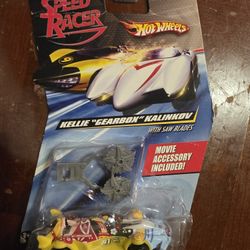 SPEED
RACER
Hot Wheels
KELLIE "GEARBOX" KALINKOV
WITH SAW BLADES
MOVIE
ACCESSORY
INCLUDED!